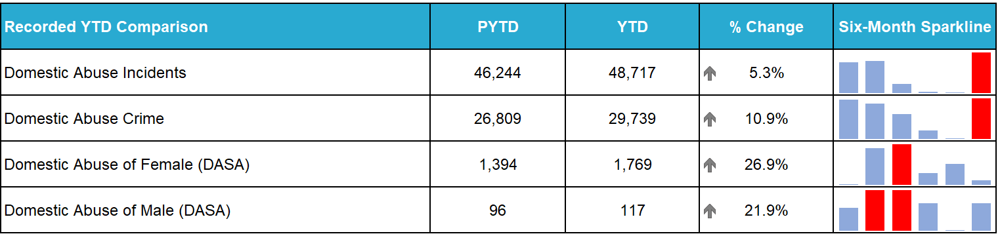 Recorded YTD Comparison PYTD YTD % Change Six-Month Sparkline
Domestic Abuse Incidents 46,244 48,717 5.3%
Domestic Abuse Crime 26,809 29,739 10.9%
Domestic Abuse of Female (DASA) 1,394 1,769 26.9%
Domestic Abuse of Male (DASA) 96 117 21.9%